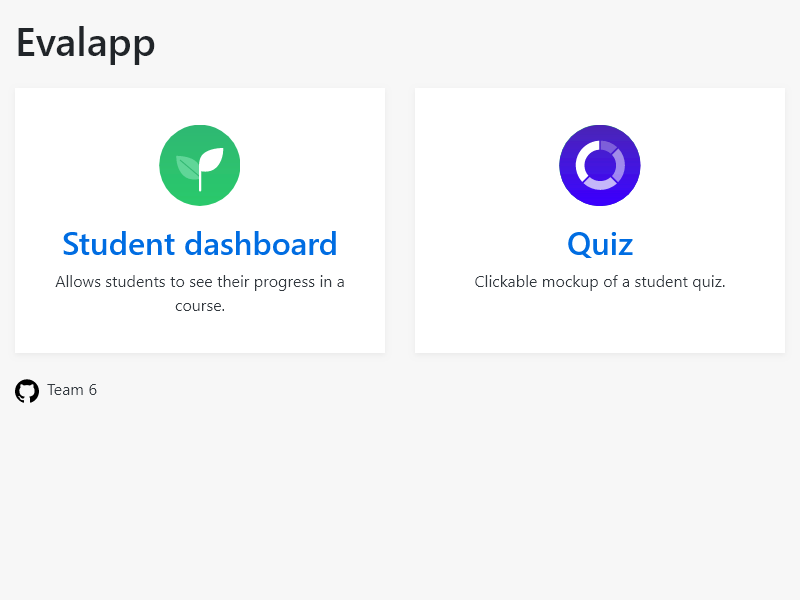 Evalapp
Student dashboard
Allows students to see their progress in a
course.
Quiz
Clickable mockup of a student quiz.
Team 6